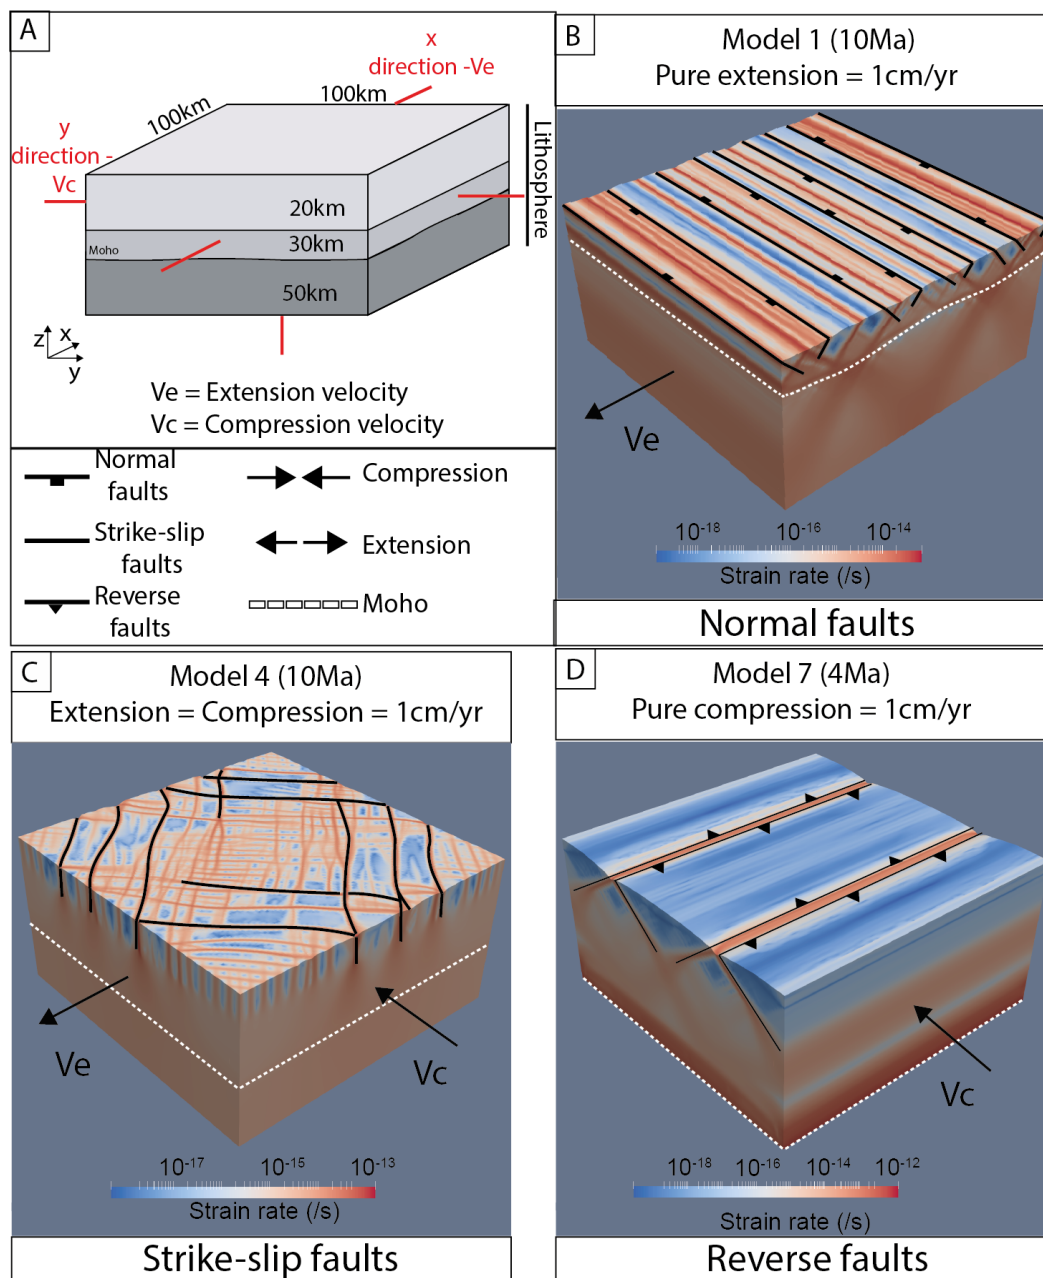 A
x
direction -Ve
100km
100km
y
direction -
Vc
20km
30km
Moho
50km
Lithosphere
z
x
y
Ve = Extension velocity
Vc = Compression velocity
Normal
faults
Compression
Strike-slip
faults
Extension
Reverse
faults
Moho
B
Model 1 (10Ma)
Pure extension = 1cm/yr
Ve
10⁻¹⁸ 10⁻¹⁶ 10⁻¹⁴
Strain rate (/s)
Normal faults
C
Model 4 (10Ma)
Extension = Compression = 1cm/yr
Ve
Vc
10⁻¹⁷ 10⁻¹⁵ 10⁻¹³
Strain rate (/s)
Strike-slip faults
D
Model 7 (4Ma)
Pure compression = 1cm/yr
Vc
10⁻¹⁸ 10⁻¹⁶ 10⁻¹⁴ 10⁻¹²
Strain rate (/s)
Reverse faults